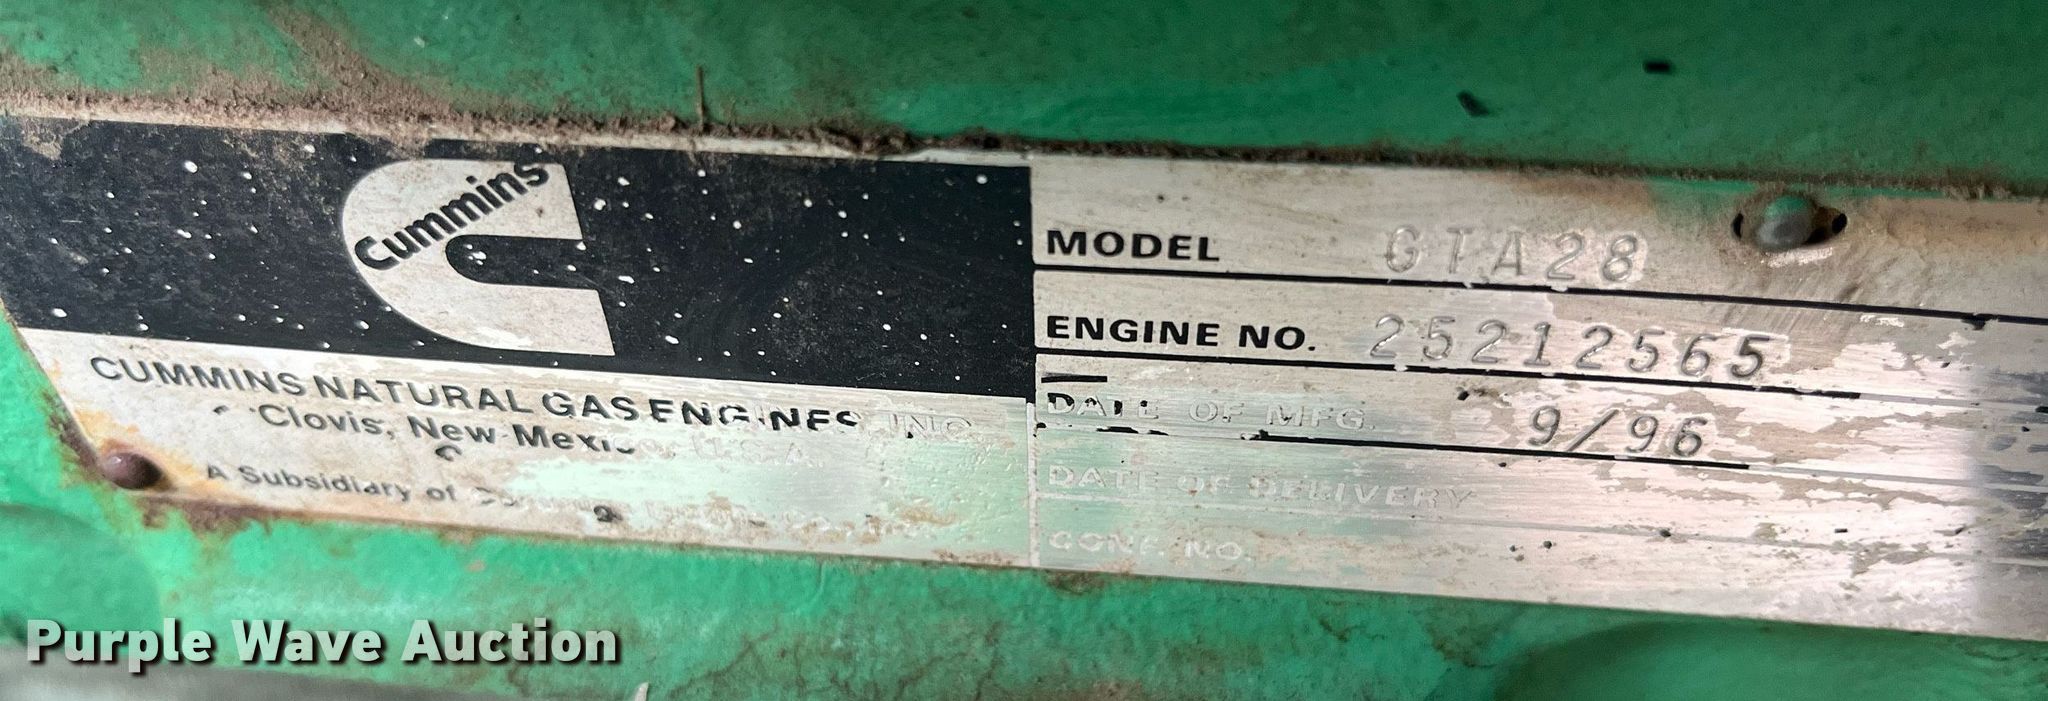 Cummins
CUMMINS NATURAL GAS ENGINES, INC.
Clovis, New Mexico, U.S.A.
A Subsidiary of
MODEL GTA28
ENGINE NO. 25212565
DATE OF MFG. 9/96
DATE OF DELIVERY
CONF. NO.
Purple Wave Auction